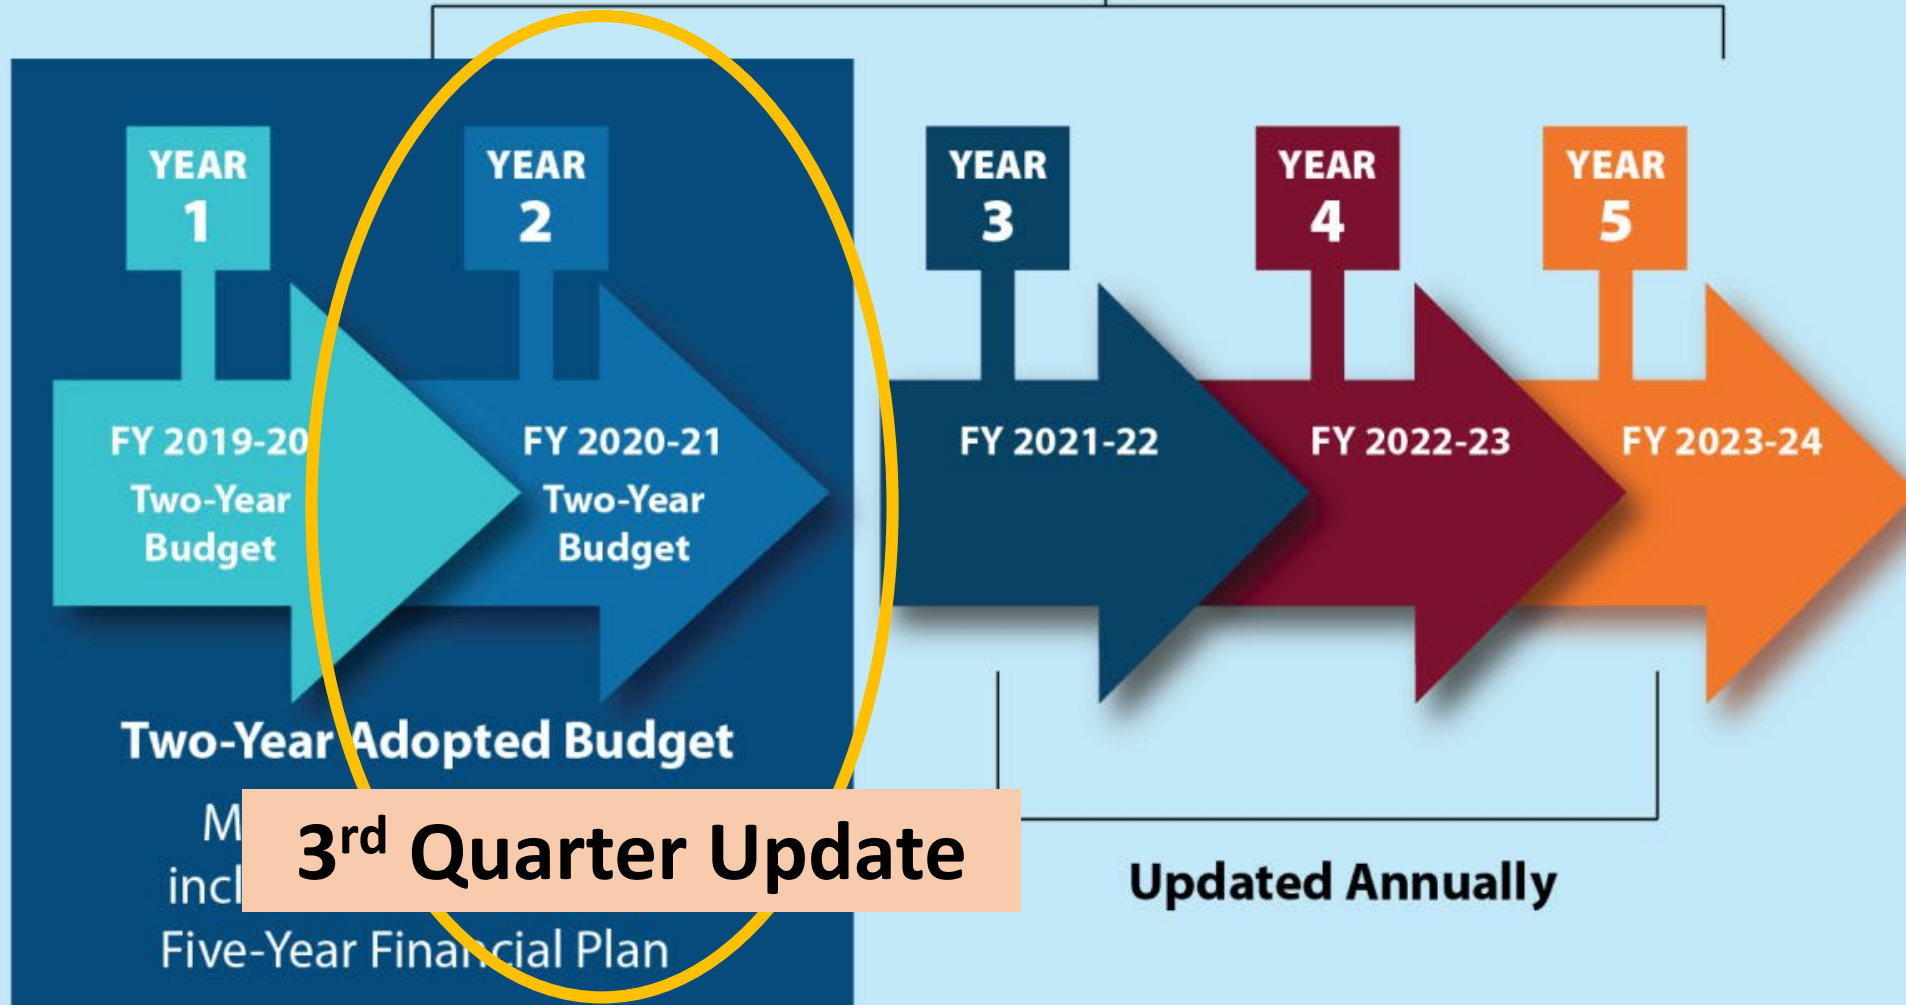 YEAR
1
YEAR
2
YEAR
3
YEAR
4
YEAR
5
FY 2019-20
Two-Year
Budget
FY 2020-21
Two-Year
Budget
FY 2021-22
FY 2022-23
FY 2023-24
Two-Year Adopted Budget
3rd Quarter Update
Five-Year Financial Plan
Updated Annually